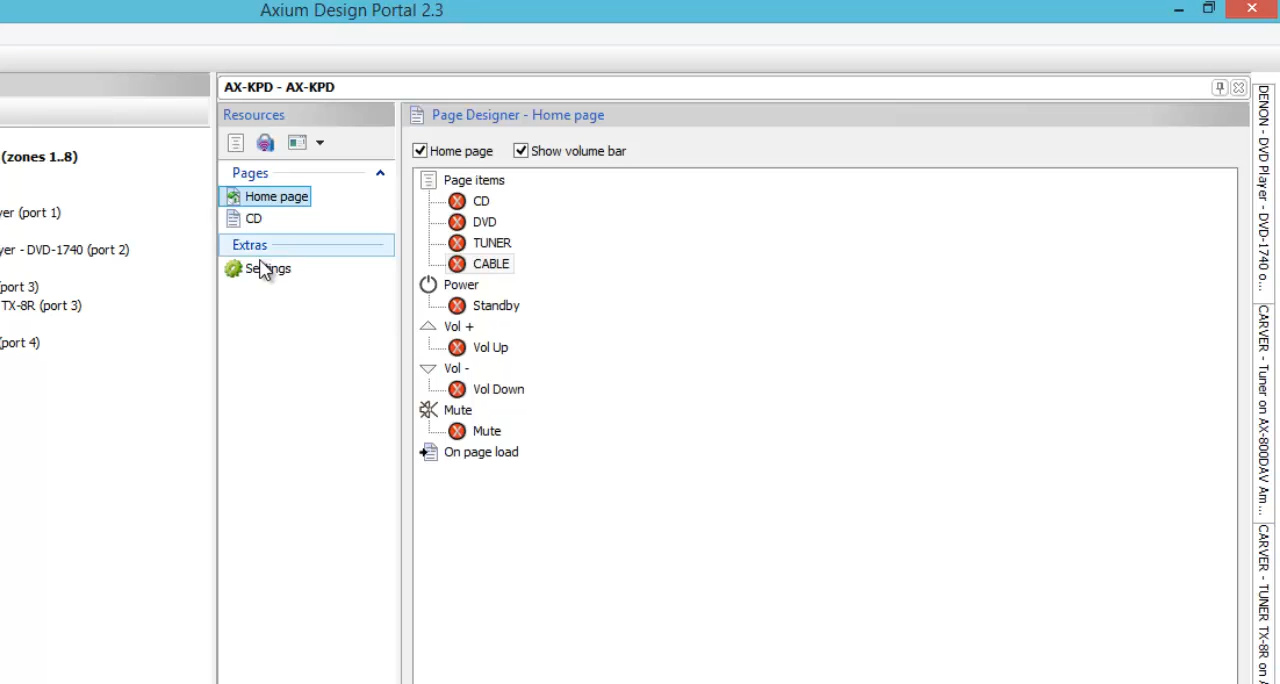 Axium Design Portal 2.3
AX-KPD - AX-KPD
Resources
Page Designer - Home page
Home page
Show volume bar
(zones 1..8)
yer (port 1)
yer - DVD-1740 (port 2)
port 3)
TX-8R (port 3)
(port 4)
Pages
Home page
CD
Extras
Settings
Page items
CD
DVD
TUNER
CABLE
Power
Standby
Vol +
Vol Up
Vol -
Vol Down
Mute
Mute
On page load
DENON - DVD Player - DVD-1740 o...
CARVER - Tuner on AX-800DAV Am...
CARVER - TUNER TX-8R on A